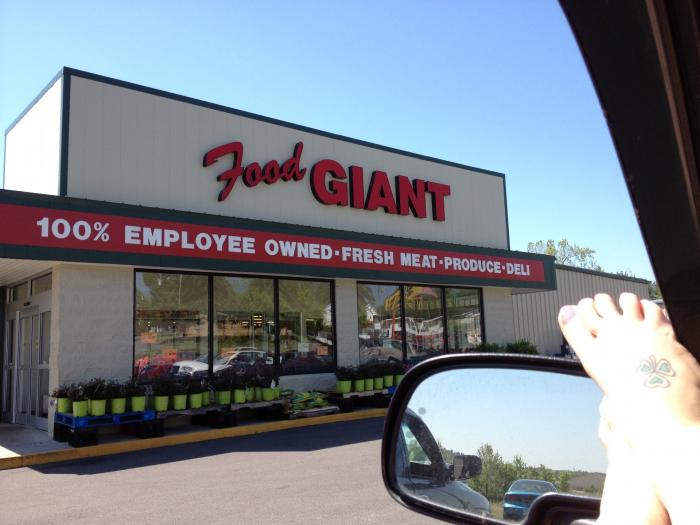 Food GIANT
100% EMPLOYEE OWNED·FRESH MEAT·PRODUCE·DELI